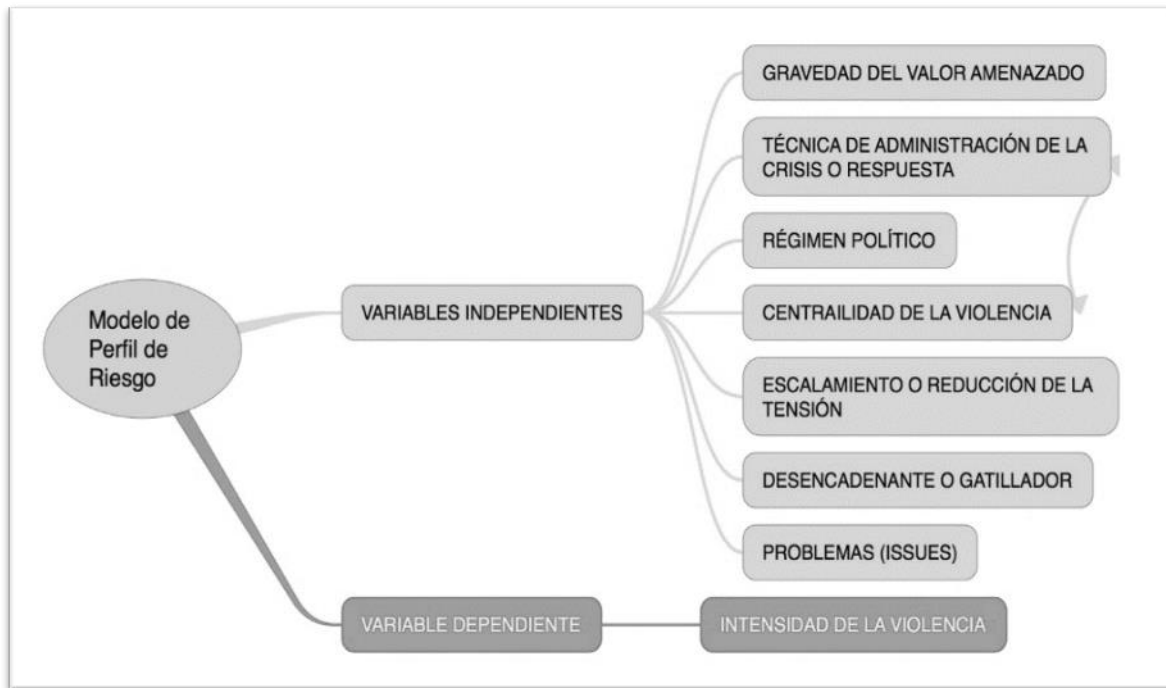 Modelo de
Perfil de
Riesgo
VARIABLES INDEPENDIENTES
GRAVEDAD DEL VALOR AMENAZADO
TÉCNICA DE ADMINISTRACIÓN DE LA
CRISIS O RESPUESTA
RÉGIMEN POLÍTICO
CENTRAILIDAD DE LA VIOLENCIA
ESCALAMIENTO O REDUCCIÓN DE LA
TENSIÓN
DESENCADENANTE O GATILLADOR
PROBLEMAS (ISSUES)
VARIABLE DEPENDIENTE
INTENSIDAD DE LA VIOLENCIA